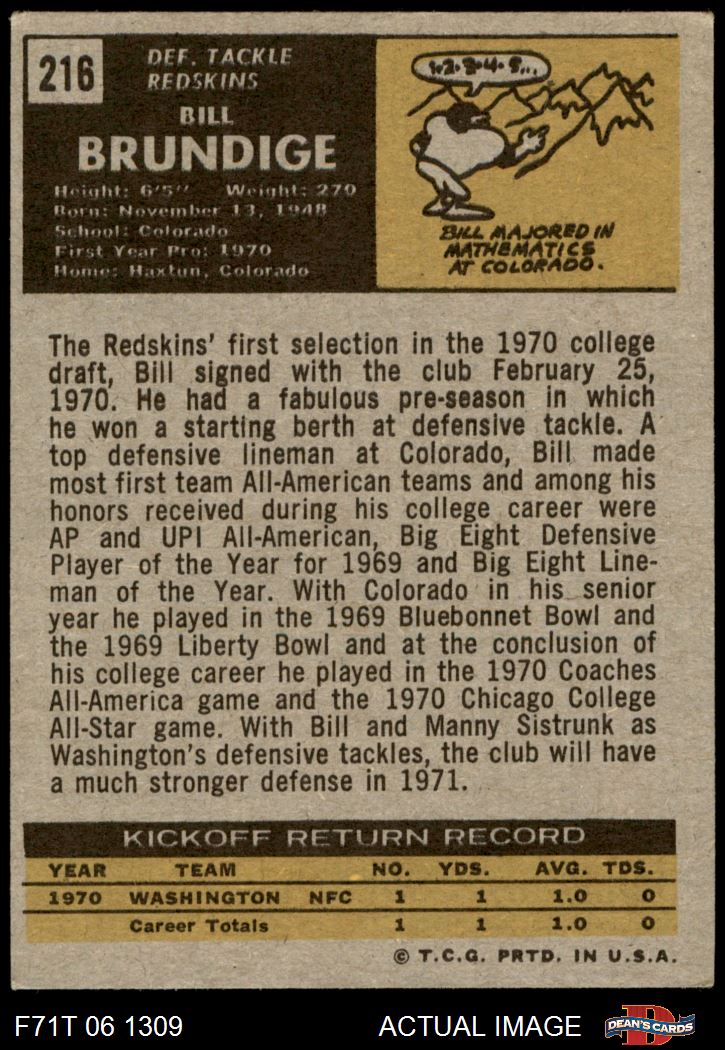 216
DEF. TACKLE
REDSKINS
BILL
BRUNDIGE
Height: 6'5" Weight: 270
Born: November 13, 1948
School: Colorado
First Year Pro: 1970
Home: Haxtun, Colorado
1·2·3·4·5...
BILL MAJORED IN
MATHEMATICS
AT COLORADO.
The Redskins' first selection in the 1970 college
draft, Bill signed with the club February 25,
1970. He had a fabulous pre-season in which
he won a starting berth at defensive tackle. A
top defensive lineman at Colorado, Bill made
most first team All-American teams and among his
honors received during his college career were
AP and UPI All-American, Big Eight Defensive
Player of the Year for 1969 and Big Eight Line-
man of the Year. With Colorado in his senior
year he played in the 1969 Bluebonnet Bowl and
the 1969 Liberty Bowl and at the conclusion of
his college career he played in the 1970 Coaches
All-America game and the 1970 Chicago College
All-Star game. With Bill and Manny Sistrunk as
Washington's defensive tackles, the club will have
a much stronger defense in 1971.
KICKOFF RETURN RECORD
YEAR TEAM NO. YDS. AVG. TDS.
1970 WASHINGTON NFC 1 1 1.0 0
Career Totals 1 1 1.0 0
© T.C.G. PRTD. IN U.S.A.
F71T 06 1309 ACTUAL IMAGE
D
DEAN'S CARDS